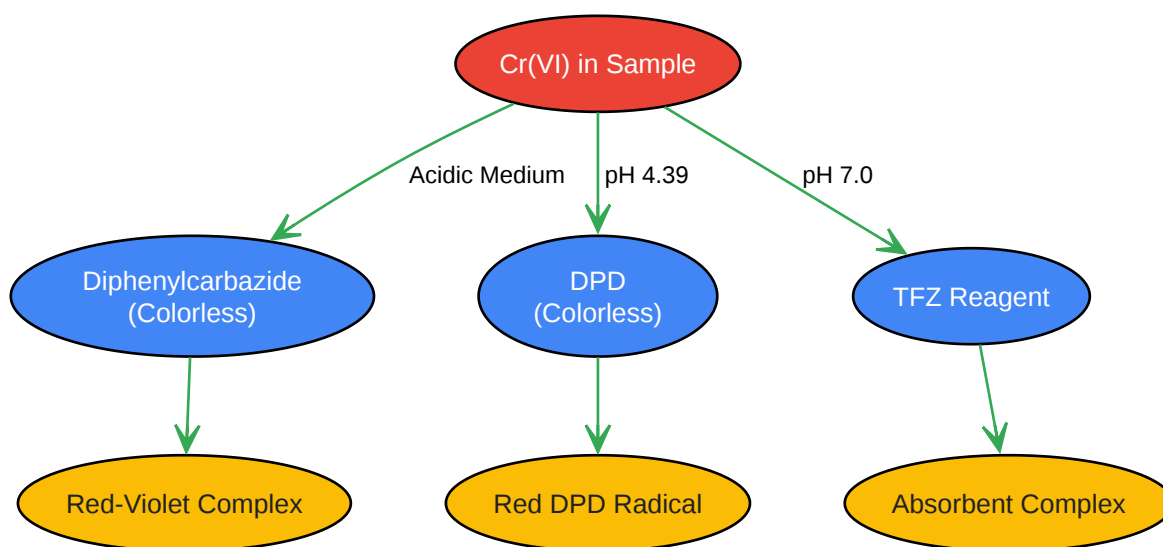 Cr(VI) in Sample
Acidic Medium
pH 4.39
pH 7.0
Diphenylcarbazide
(Colorless)
DPD
(Colorless)
TFZ Reagent
Red-Violet Complex
Red DPD Radical
Absorbent Complex